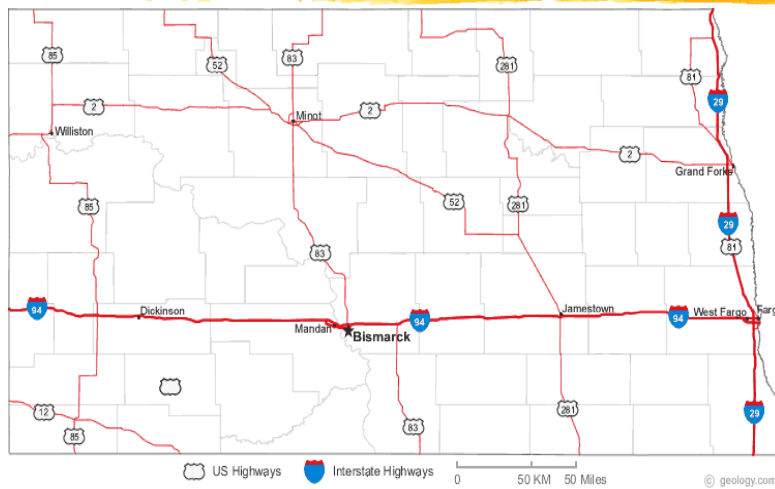 85
83
52
281
81
29
2
2
Minot
Williston
2
Grand Forks
85
52
281
29
83
81
94
Dickinson
Mandan
Bismarck
94
Jamestown
94
West Fargo
Farg
12
85
83
281
29
US Highways
Interstate Highways
0
50 KM
50 Miles
© geology.com